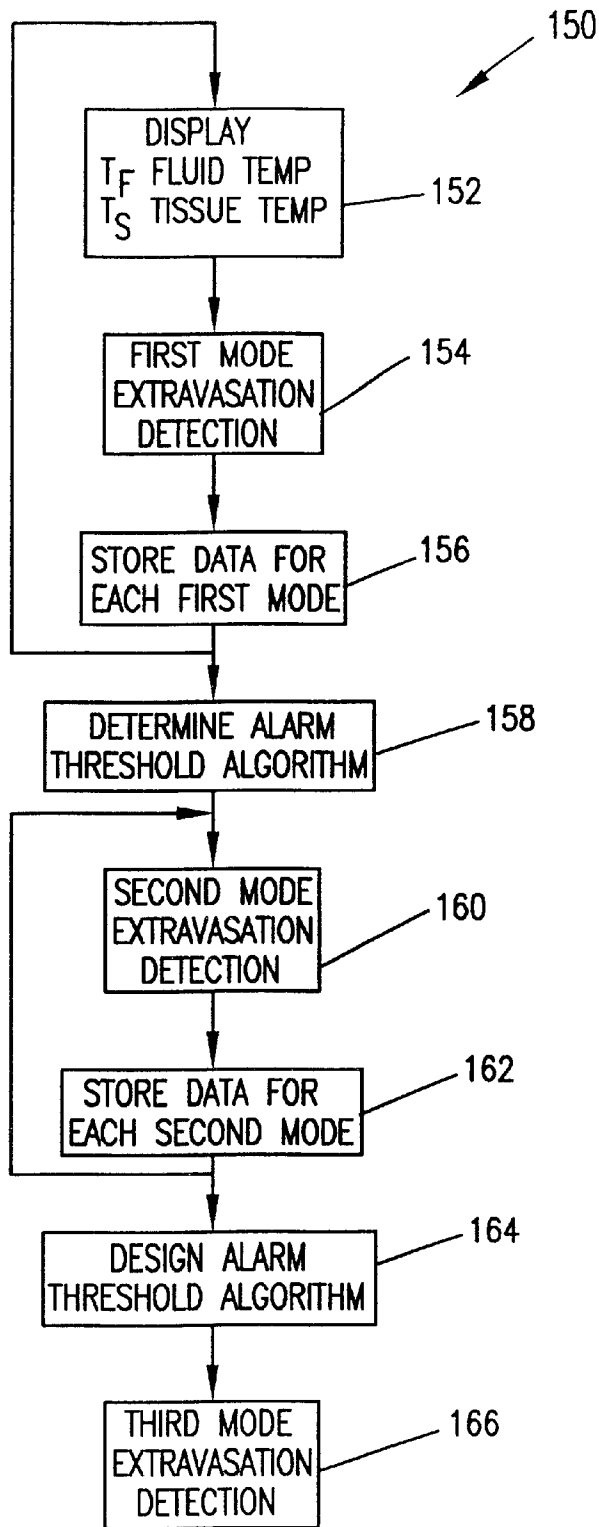 150
DISPLAY
TF FLUID TEMP
TS TISSUE TEMP
152
FIRST MODE
EXTRAVASATION
DETECTION
154
STORE DATA FOR
EACH FIRST MODE
156
DETERMINE ALARM
THRESHOLD ALGORITHM
158
SECOND MODE
EXTRAVASATION
DETECTION
160
STORE DATA FOR
EACH SECOND MODE
162
DESIGN ALARM
THRESHOLD ALGORITHM
164
THIRD MODE
EXTRAVASATION
DETECTION
166